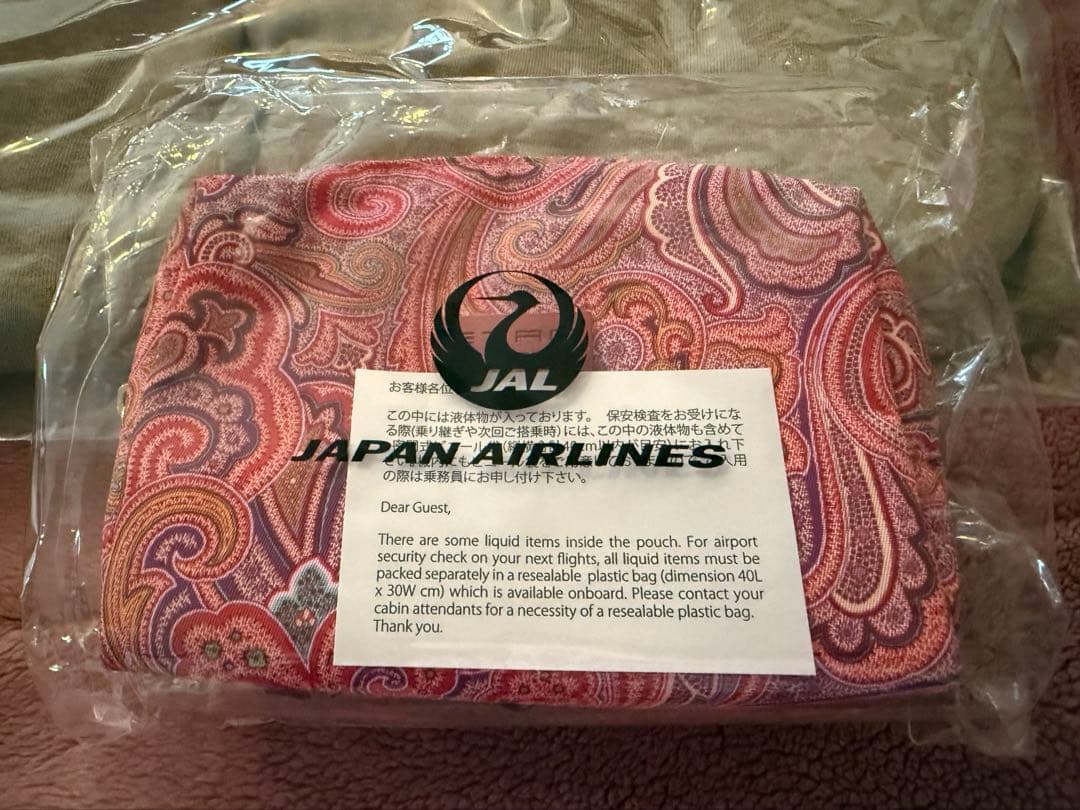 JAL
JAPAN AIRLINES
お客様各位
この中には液体物が入っております。 保安検査をお受けにな
る際(乗り継ぎや次回ご搭乗時)には、この中の液体物も含めて
の際は乗務員にお申し付け下さい。
Dear Guest,
There are some liquid items inside the pouch. For airport
security check on your next flights, all liquid items must be
packed separately in a resealable plastic bag (dimension 40L
x 30W cm) which is available onboard. Please contact your
cabin attendants for a necessity of a resealable plastic bag.
Thank you.